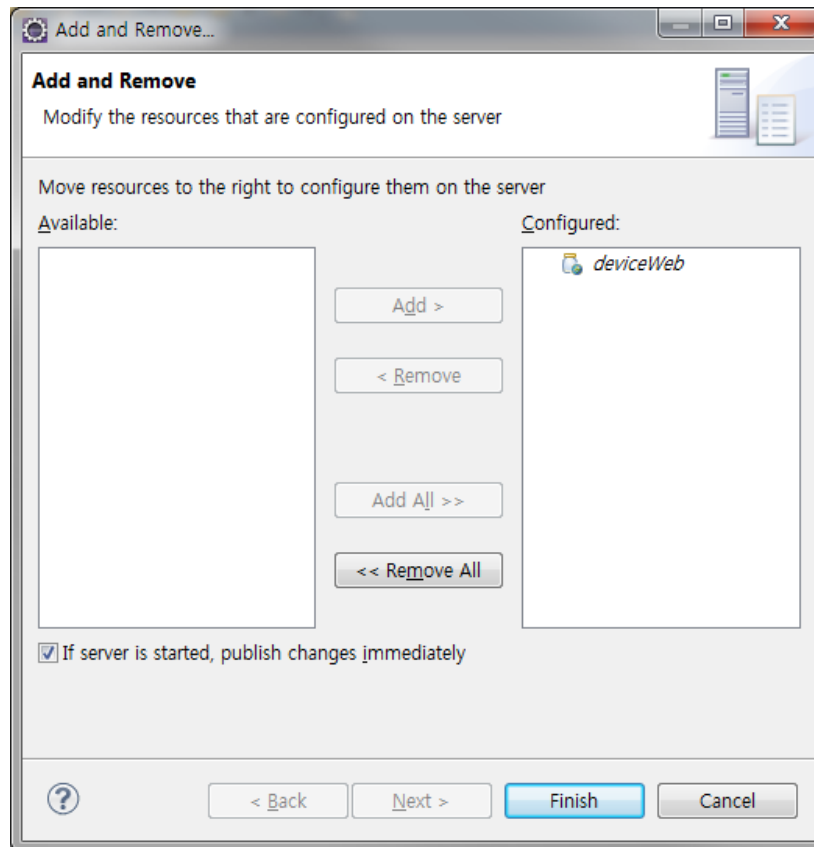 Add and Remove...
Add and Remove
Modify the resources that are configured on the server
Move resources to the right to configure them on the server
Available:
Configured:
deviceWeb
Add >
< Remove
Add All >>
<< Remove All
If server is started, publish changes immediately
?
< Back
Next >
Finish
Cancel